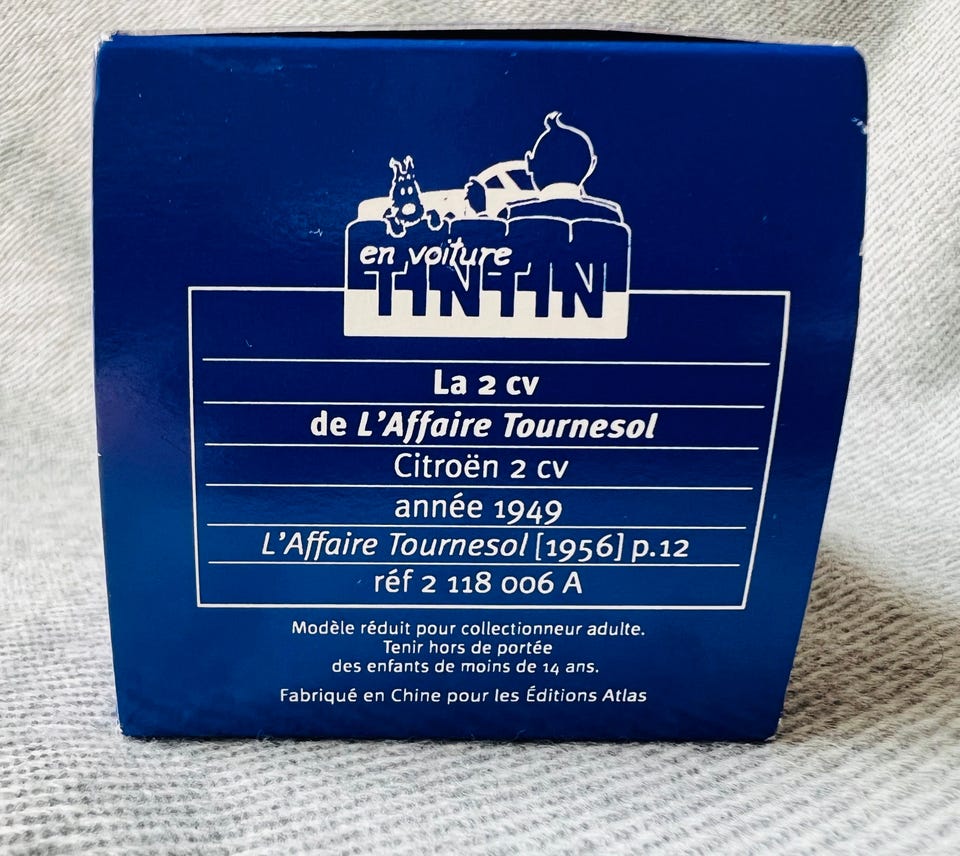 en voiture
TINTIN
La 2 cv
de L'Affaire Tournesol
Citroën 2 cv
année 1949
L'Affaire Tournesol [1956] p.12
réf 2 118 006 A
Modèle réduit pour collectionneur adulte.
Tenir hors de portée
des enfants de moins de 14 ans.
Fabriqué en Chine pour les Éditions Atlas